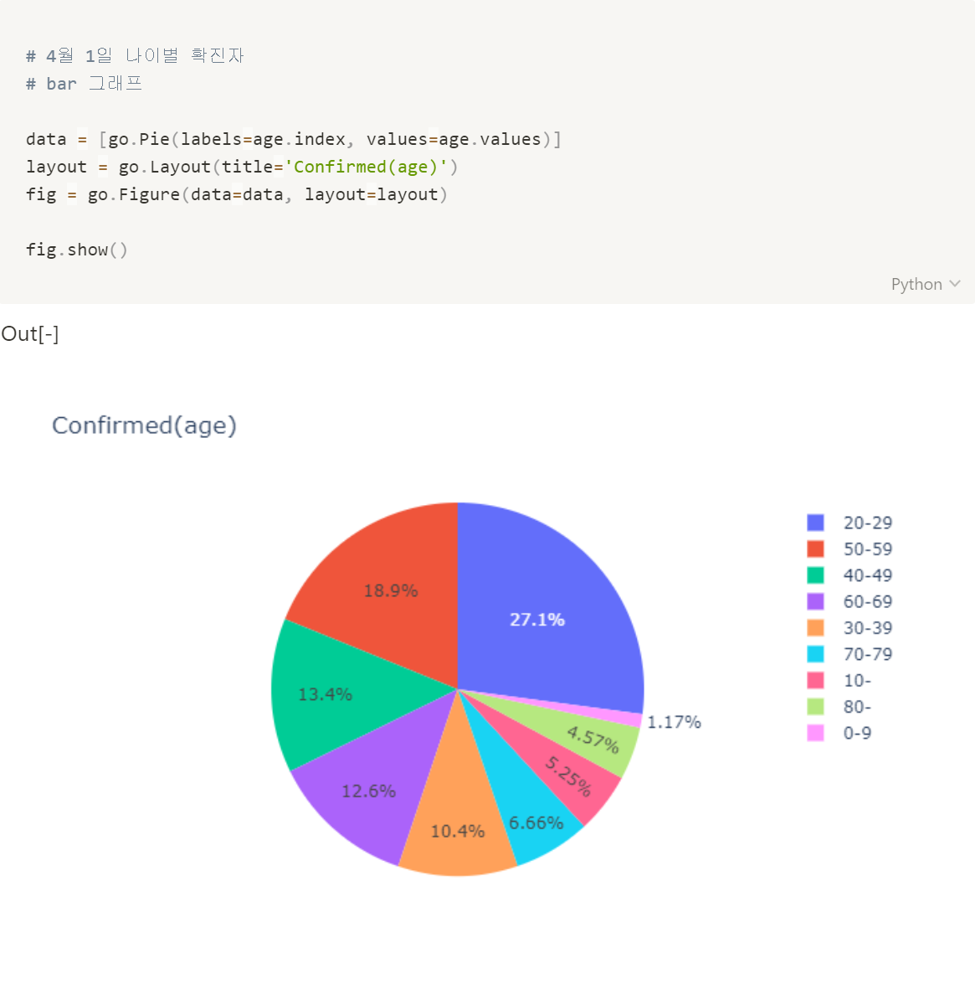 # 4월 1일 나이별 확진자
# bar 그래프
data = [go.Pie(labels=age.index, values=age.values)]
layout = go.Layout(title='Confirmed(age)')
fig = go.Figure(data=data, layout=layout)
fig.show()
Python
Out[-]
Confirmed(age)
20-29
50-59
40-49
60-69
30-39
70-79
10-
80-
0-9
18.9%
27.1%
13.4%
1.17%
4.57%
5.25%
12.6%
6.66%
10.4%